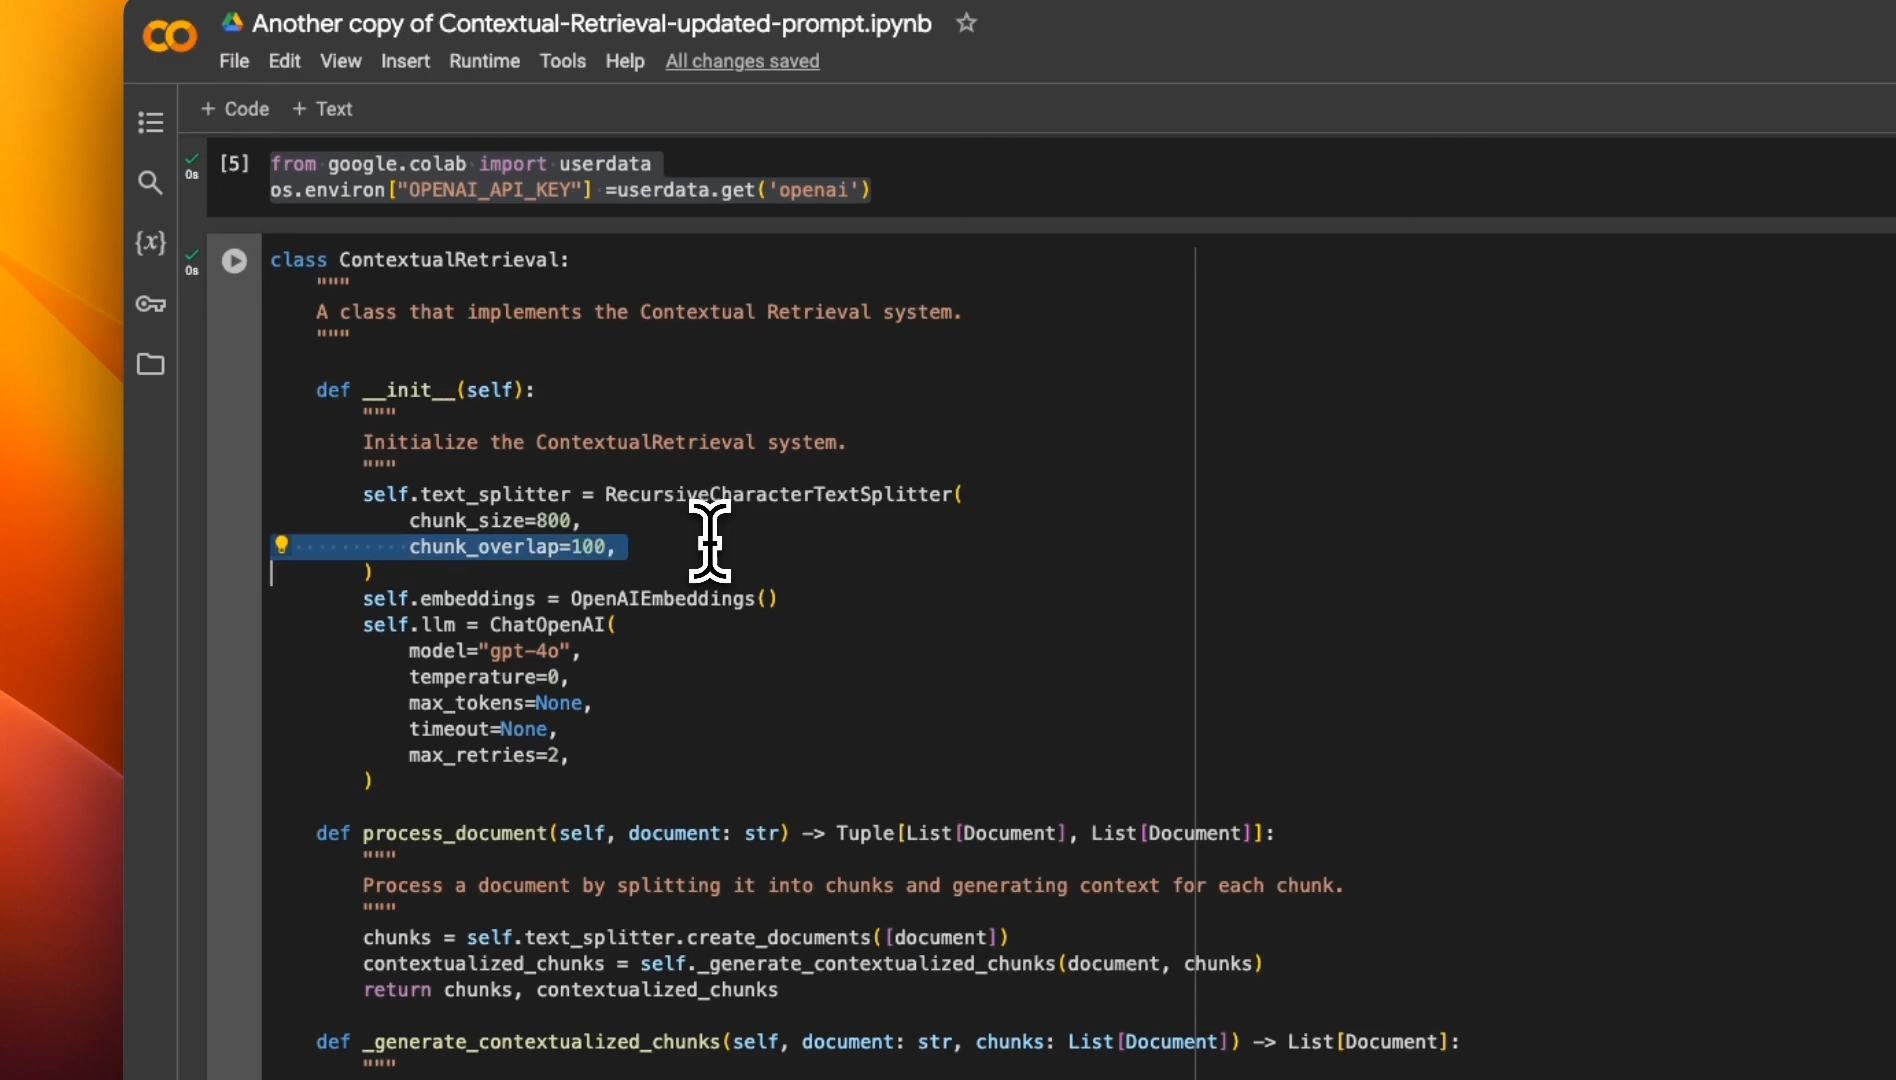 Another copy of Contextual-Retrieval-updated-prompt.ipynb
File Edit View Insert Runtime Tools Help All changes saved
+ Code + Text
[5] from google.colab import userdata
0s
os.environ["OPENAI_API_KEY"] =userdata.get('openai')
{x}
0s
class ContextualRetrieval:
"""
A class that implements the Contextual Retrieval system.
"""
def __init__(self):
"""
Initialize the ContextualRetrieval system.
"""
self.text_splitter = RecursiveCharacterTextSplitter(
chunk_size=800,
chunk_overlap=100,
)
self.embeddings = OpenAIEmbeddings()
self.llm = ChatOpenAI(
model="gpt-4o",
temperature=0,
max_tokens=None,
timeout=None,
max_retries=2,
)
def process_document(self, document: str) -> Tuple[List[Document], List[Document]]:
"""
Process a document by splitting it into chunks and generating context for each chunk.
"""
chunks = self.text_splitter.create_documents([document])
contextualized_chunks = self._generate_contextualized_chunks(document, chunks)
return chunks, contextualized_chunks
def _generate_contextualized_chunks(self, document: str, chunks: List[Document]) -> List[Document]:
"""